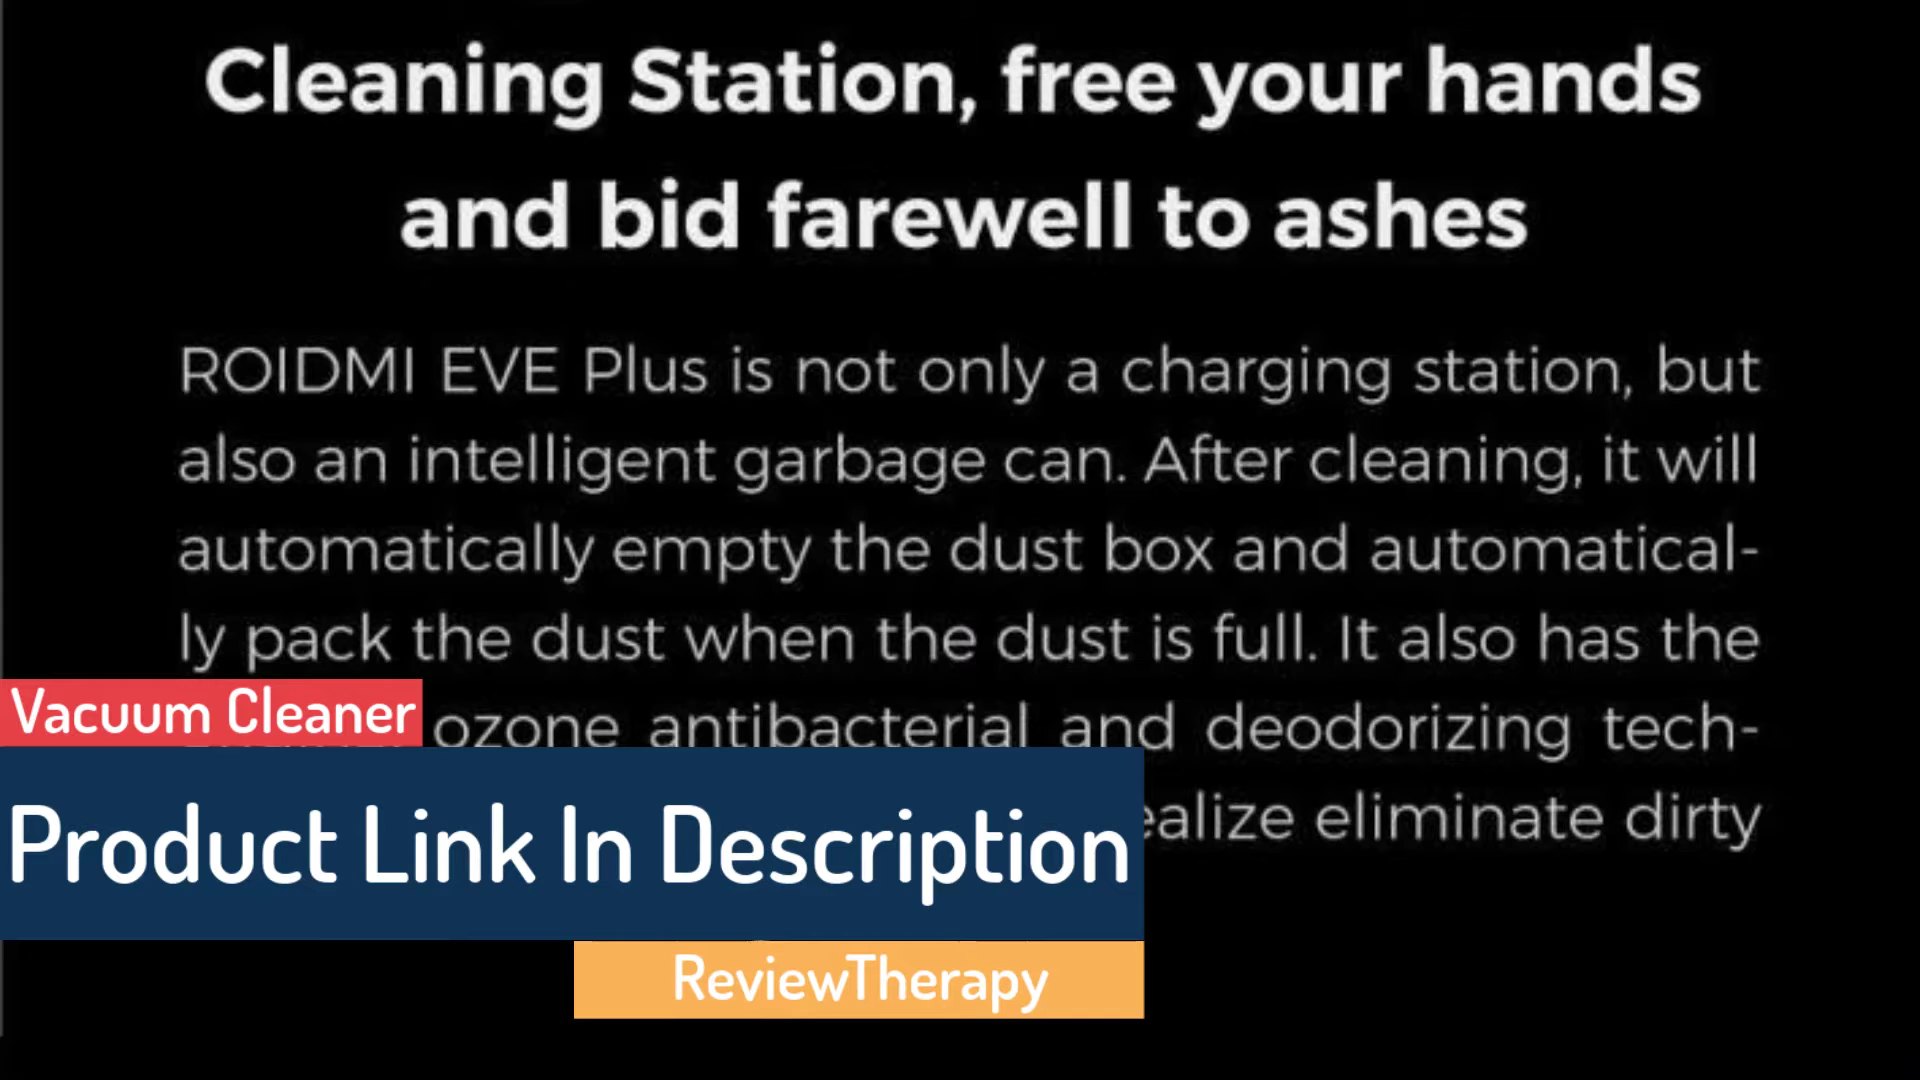 Cleaning Station, free your hands
and bid farewell to ashes
ROIDMI EVE Plus is not only a charging station, but
also an intelligent garbage can. After cleaning, it will
automatically empty the dust box and automatical-
ly pack the dust when the dust is full. It also has the
ozone antibacterial and deodorizing tech-
dirty
eliminate
Vacuum Cleaner
Product Link In Description
ReviewTherapy